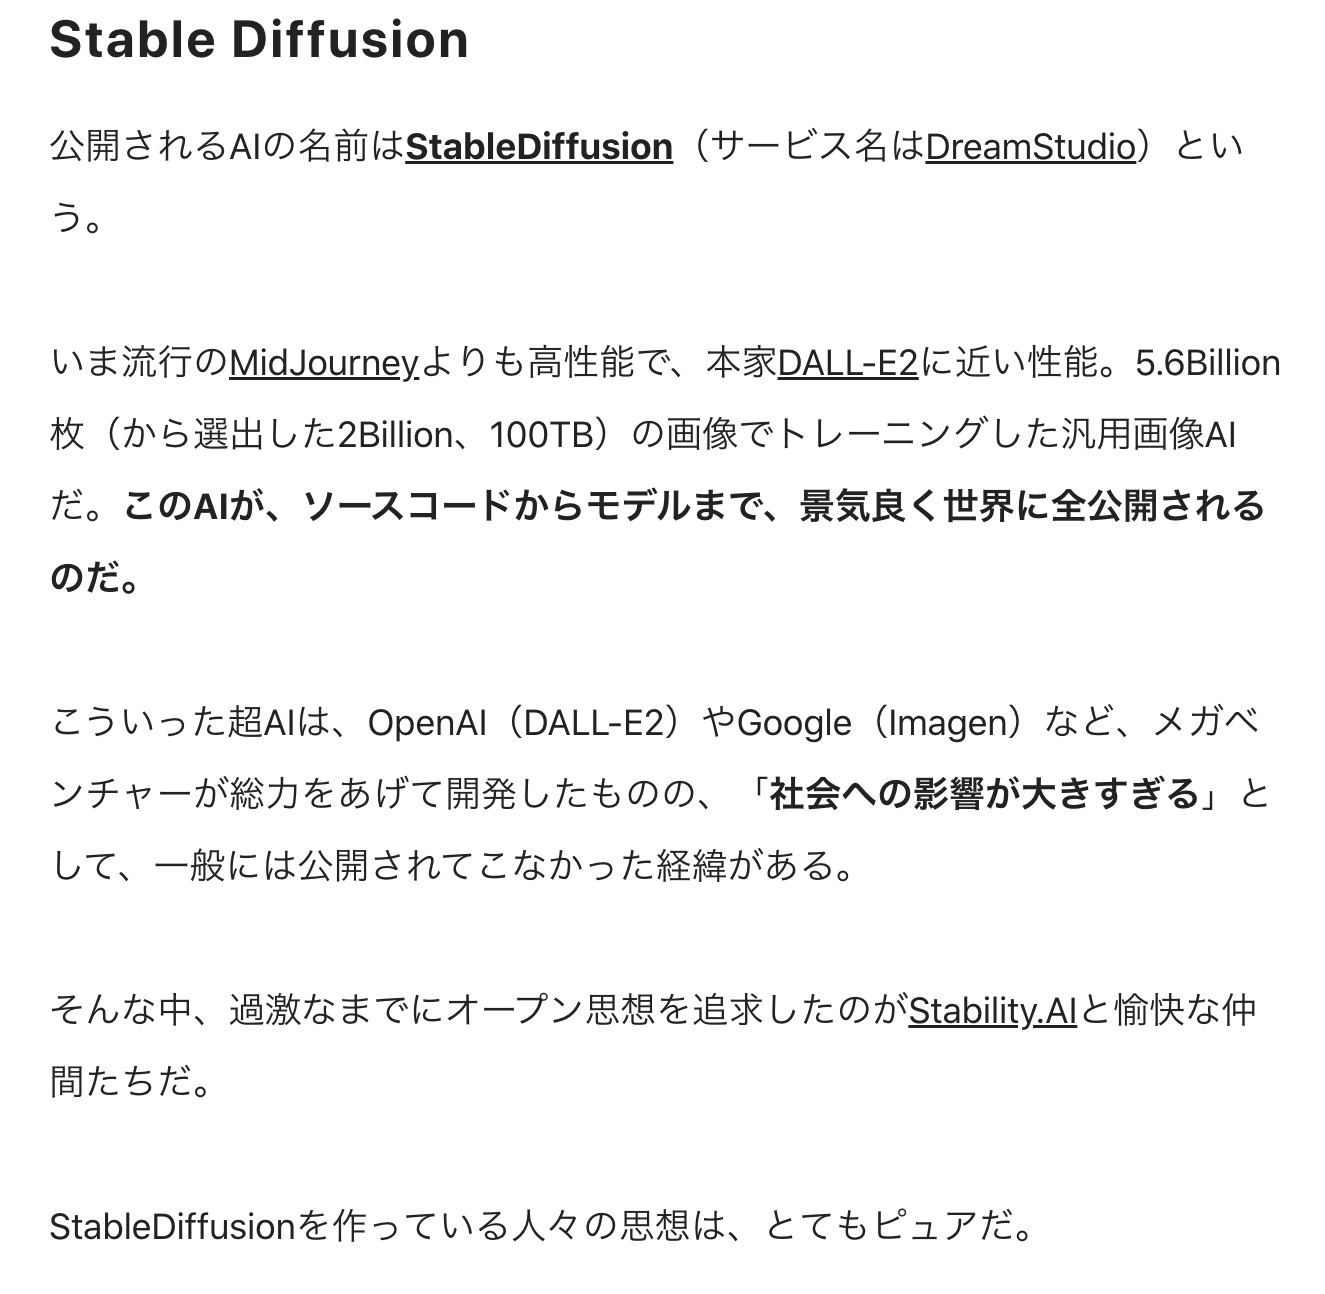 Stable Diffusion
公開されるAIの名前はStableDiffusion（サービス名はDreamStudio）とい
う。
いま流行のMidJourneyよりも高性能で、本家DALL-E2に近い性能。5.6Billion
枚（から選出した2Billion、100TB）の画像でトレーニングした汎用画像AI
だ。このAIが、ソースコードからモデルまで、景気良く世界に全公開される
のだ。
こういった超AIは、OpenAI（DALL-E2）やGoogle（Imagen）など、メガベ
ンチャーが総力をあげて開発したものの、「社会への影響が大きすぎる」と
して、一般には公開されてこなかった経緯がある。
そんな中、過激なまでにオープン思想を追求したのがStability.AIと愉快な仲
間たちだ。
StableDiffusionを作っている人々の思想は、とてもピュアだ。